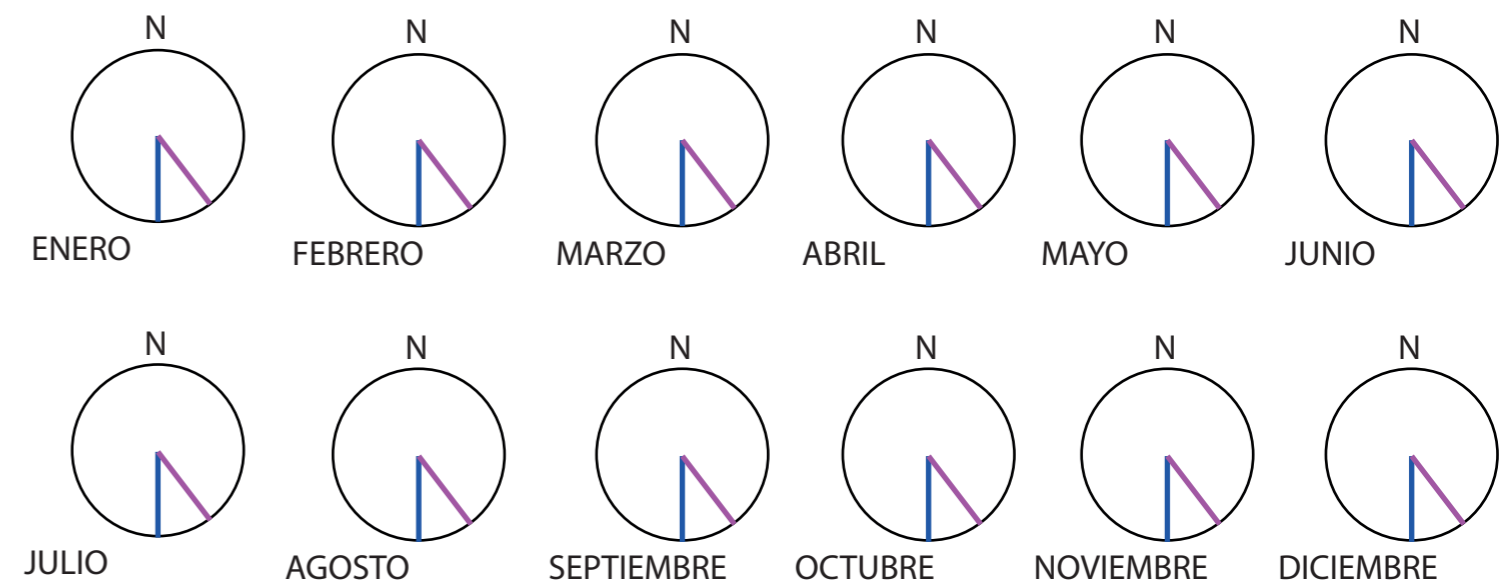 N N N N N N
ENERO FEBRERO MARZO ABRIL MAYO JUNIO
N N N N N N
JULIO AGOSTO SEPTIEMBRE OCTUBRE NOVIEMBRE DICIEMBRE